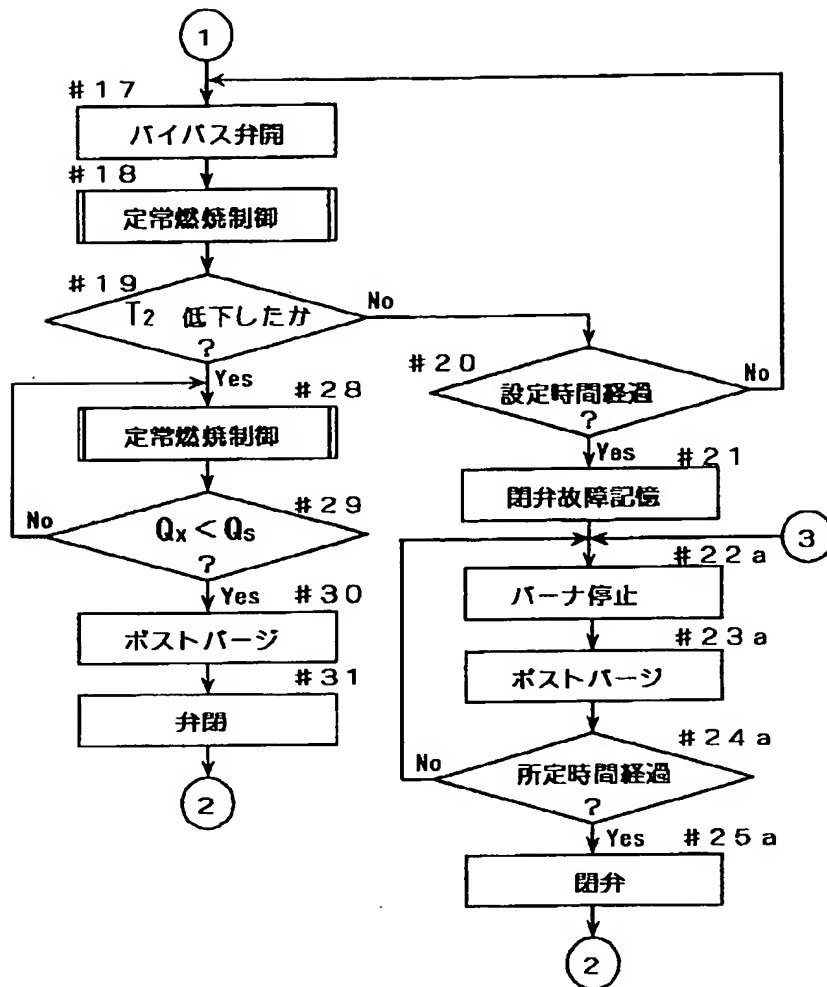 1
#17
バイパス弁開
#18
定常燃焼制御
#19
T2 低下したか
?
No
Yes
#28
定常燃焼制御
#29
Qx<Qs
?
No
Yes
#30
ポストパージ
#31
弁閉
2
#20
設定時間経過
?
No
Yes
#21
閉弁故障記憶
3
#22a
バーナ停止
#23a
ポストパージ
#24a
所定時間経過
?
No
Yes
#25a
閉弁
2